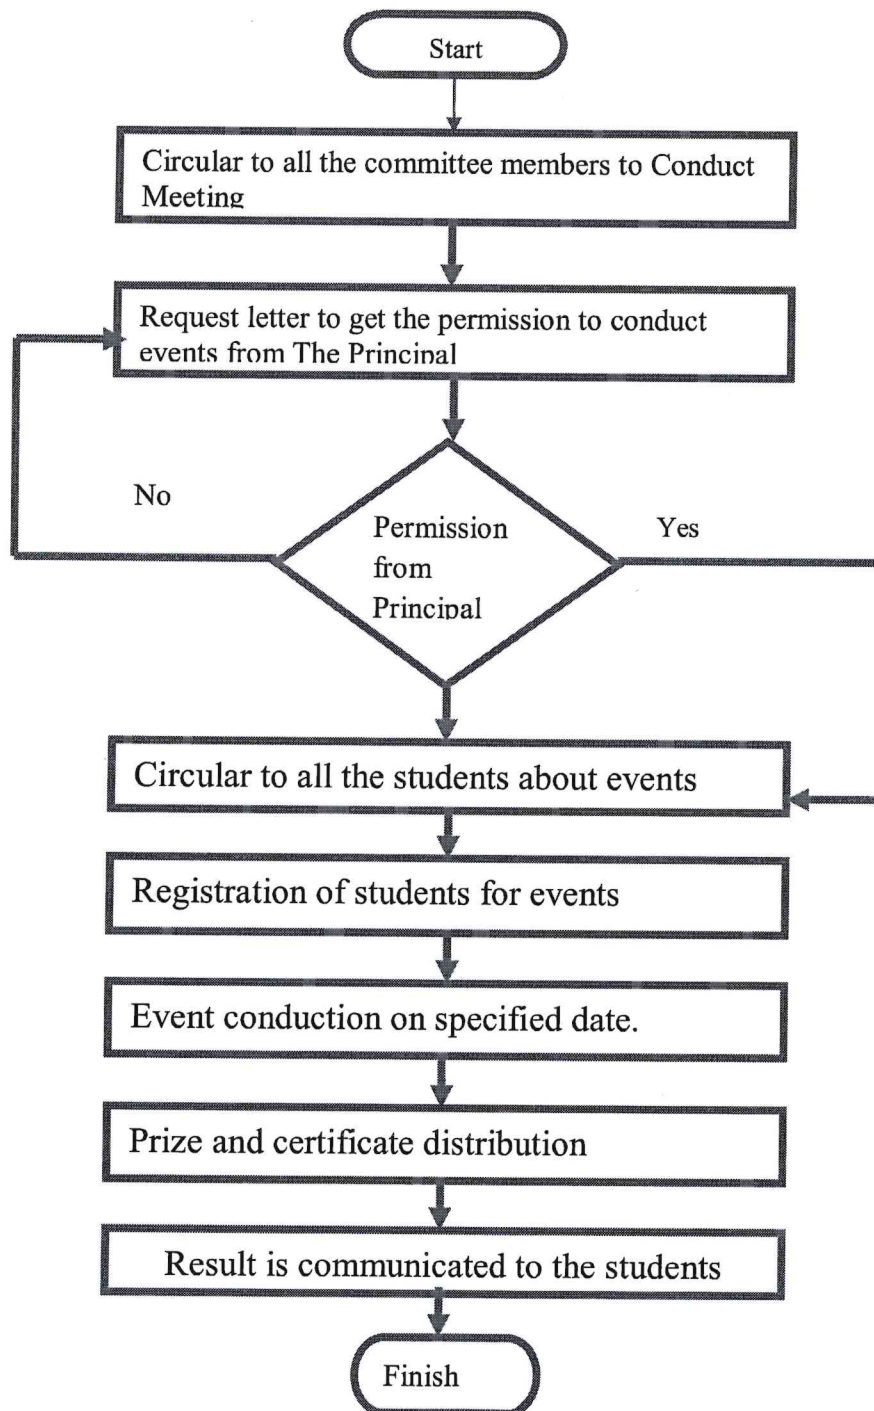 Start
Circular to all the committee members to Conduct
Meeting
Request letter to get the permission to conduct
events from The Principal
No
Permission
from
Principal
Yes
Circular to all the students about events
Registration of students for events
Event conduction on specified date.
Prize and certificate distribution
Result is communicated to the students
Finish